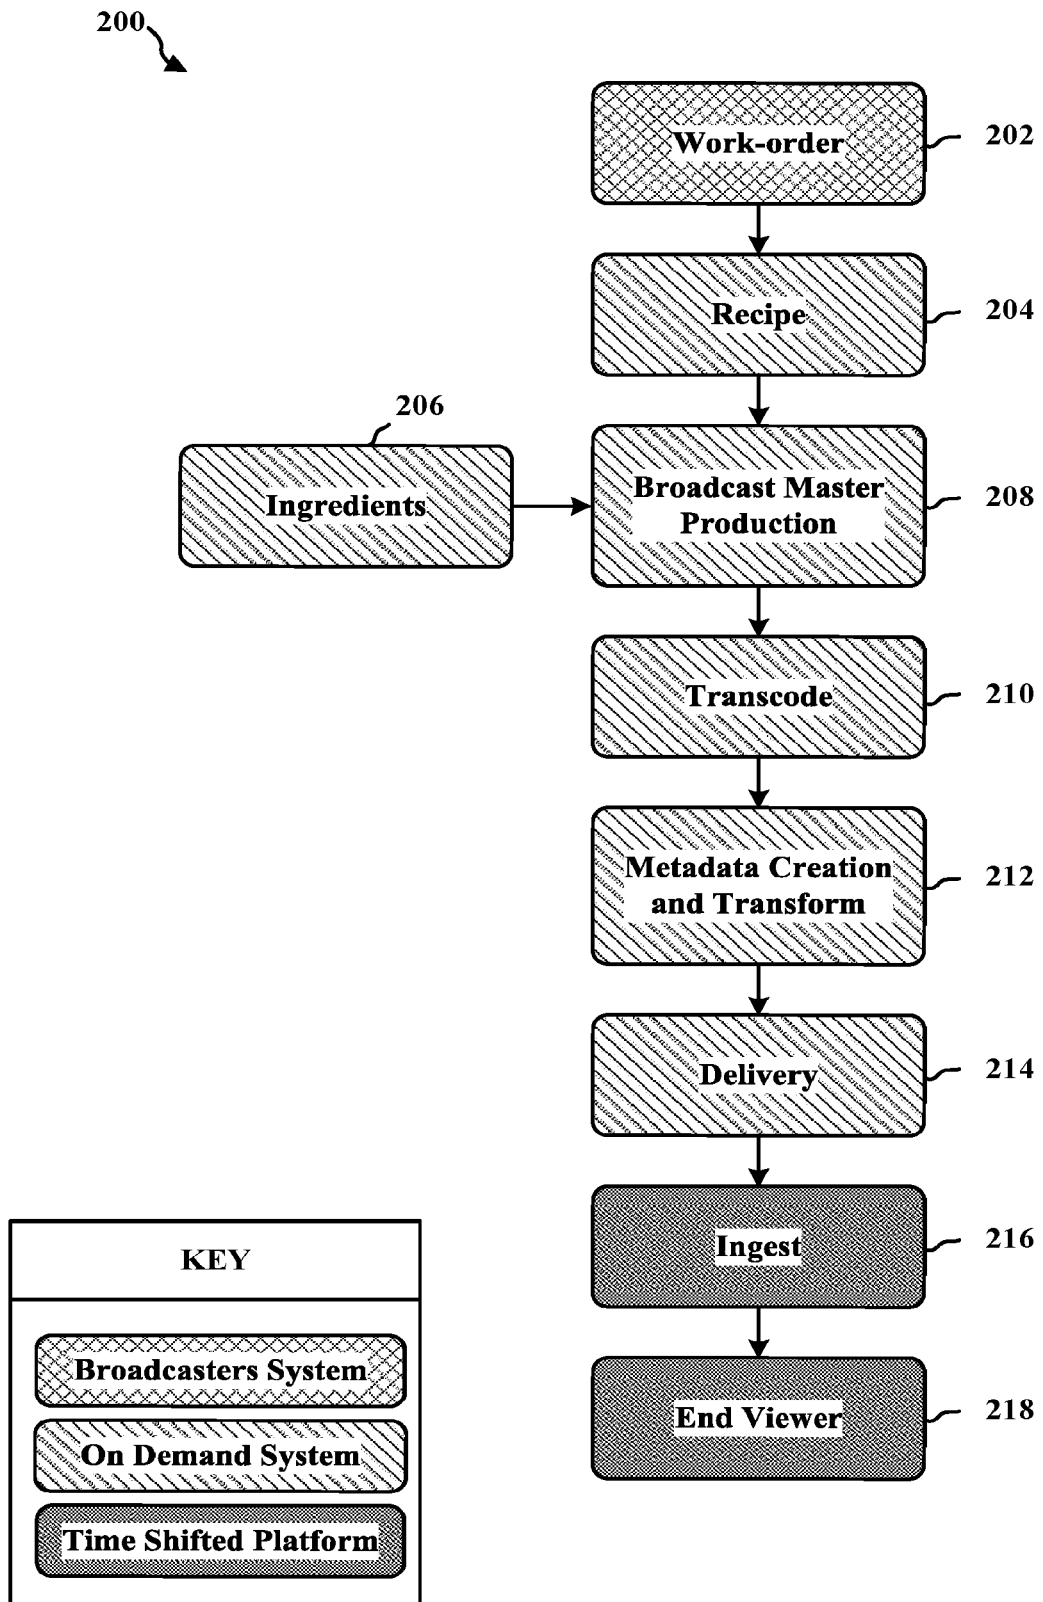 200
Work-order
202
Recipe
204
206
Ingredients
Broadcast Master
Production
208
Transcode
210
Metadata Creation
and Transform
212
Delivery
214
Ingest
216
End Viewer
218
KEY
Broadcasters System
On Demand System
Time Shifted Platform